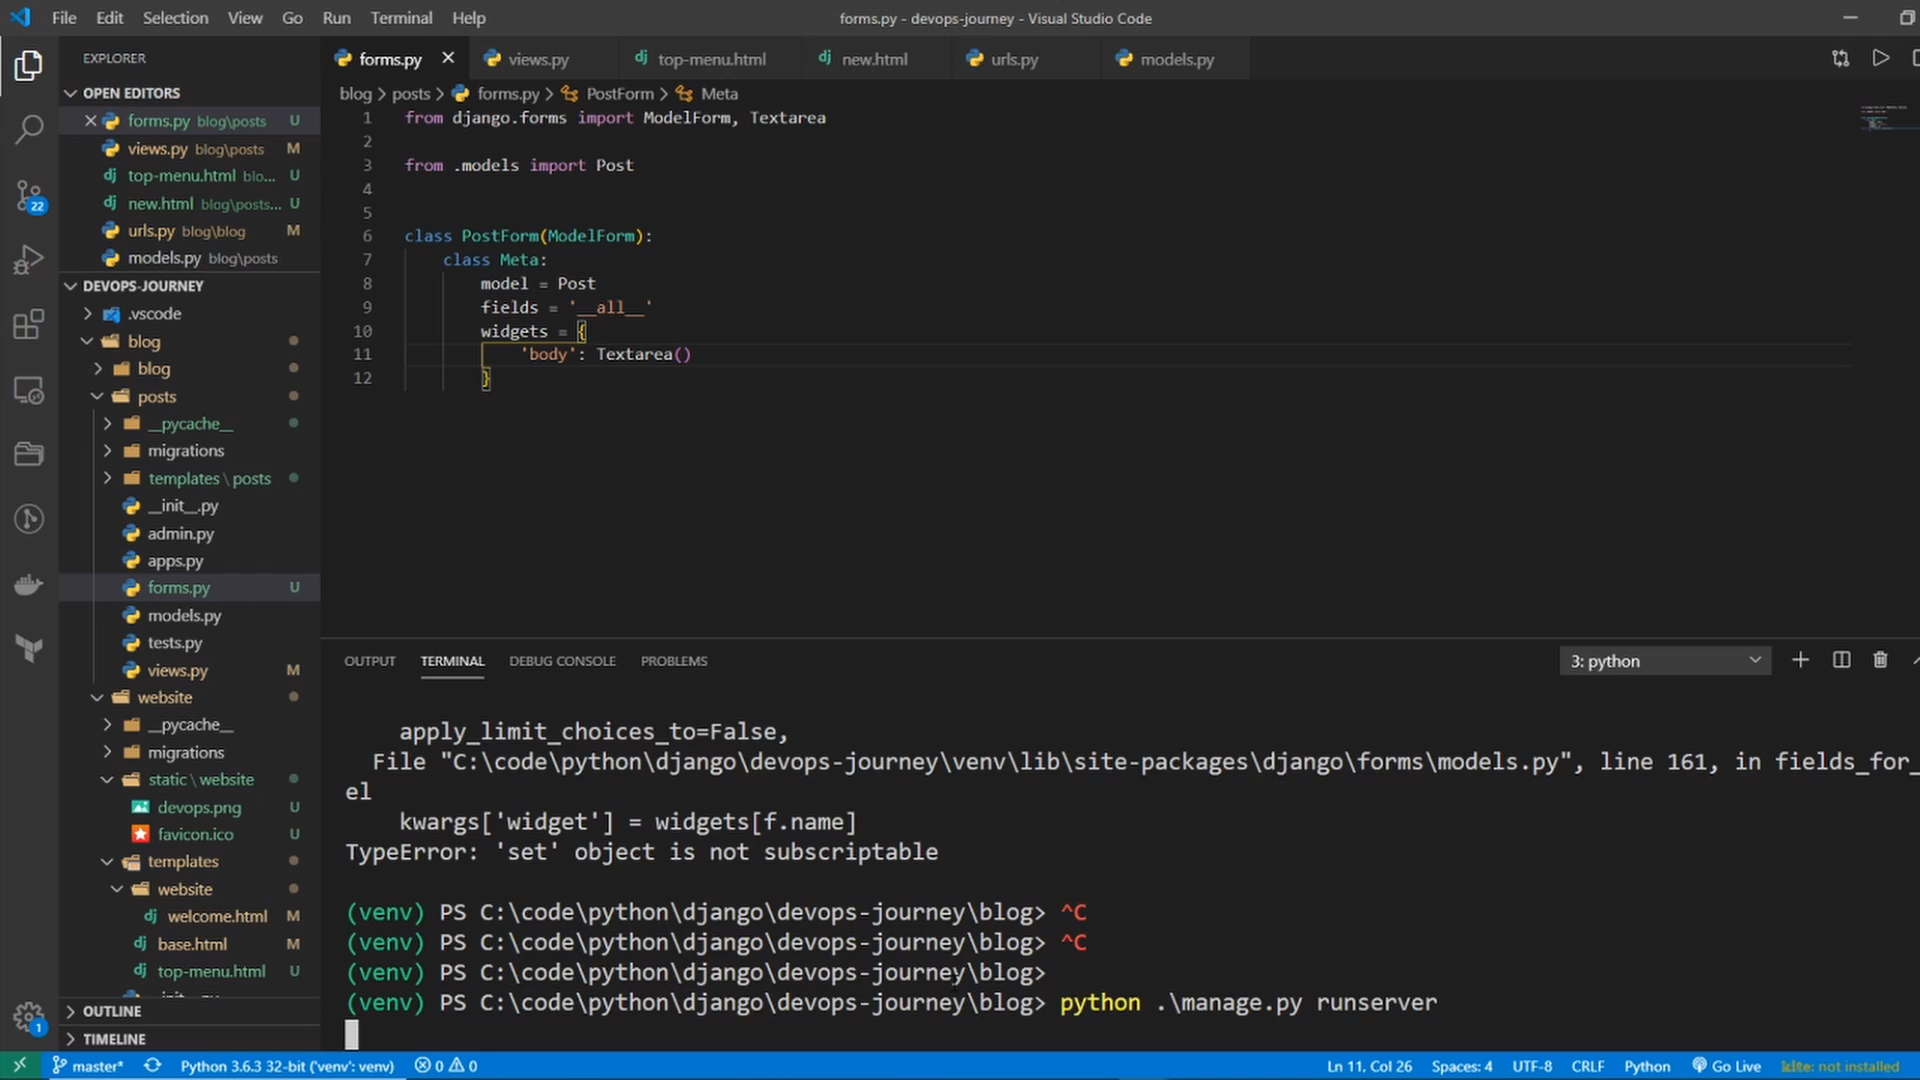 File Edit Selection View Go Run Terminal Help
forms.py - devops-journey - Visual Studio Code
EXPLORER
OPEN EDITORS
forms.py blog\posts U
views.py blog\posts M
top-menu.html blo... U
new.html blog\posts... U
urls.py blog\blog M
models.py blog\posts
DEVOPS-JOURNEY
.vscode
blog
blog
posts
__pycache__
migrations
templates \ posts
__init__.py
admin.py
apps.py
forms.py U
models.py
tests.py
views.py M
website
__pycache__
migrations
static \ website
devops.png U
favicon.ico U
templates
website
welcome.html M
base.html M
top-menu.html U
OUTLINE
TIMELINE
22
1
forms.py views.py top-menu.html new.html urls.py models.py
blog > posts > forms.py > PostForm > Meta
1 from django.forms import ModelForm, Textarea
2
3 from .models import Post
4
5
6 class PostForm(ModelForm):
7 class Meta:
8 model = Post
9 fields = '__all__'
10 widgets = {
11 'body': Textarea()
12 }
OUTPUT TERMINAL DEBUG CONSOLE PROBLEMS
3: python
apply_limit_choices_to=False,
File "C:\code\python\django\devops-journey\venv\lib\site-packages\django\forms\models.py", line 161, in fields_for_
el
kwargs['widget'] = widgets[f.name]
TypeError: 'set' object is not subscriptable
(venv) PS C:\code\python\django\devops-journey\blog> ^C
(venv) PS C:\code\python\django\devops-journey\blog> ^C
(venv) PS C:\code\python\django\devops-journey\blog>
(venv) PS C:\code\python\django\devops-journey\blog> python .\manage.py runserver
master* Python 3.6.3 32-bit ('venv': venv) 0 0 Ln 11, Col 26 Spaces: 4 UTF-8 CRLF Python Go Live kite: not installed